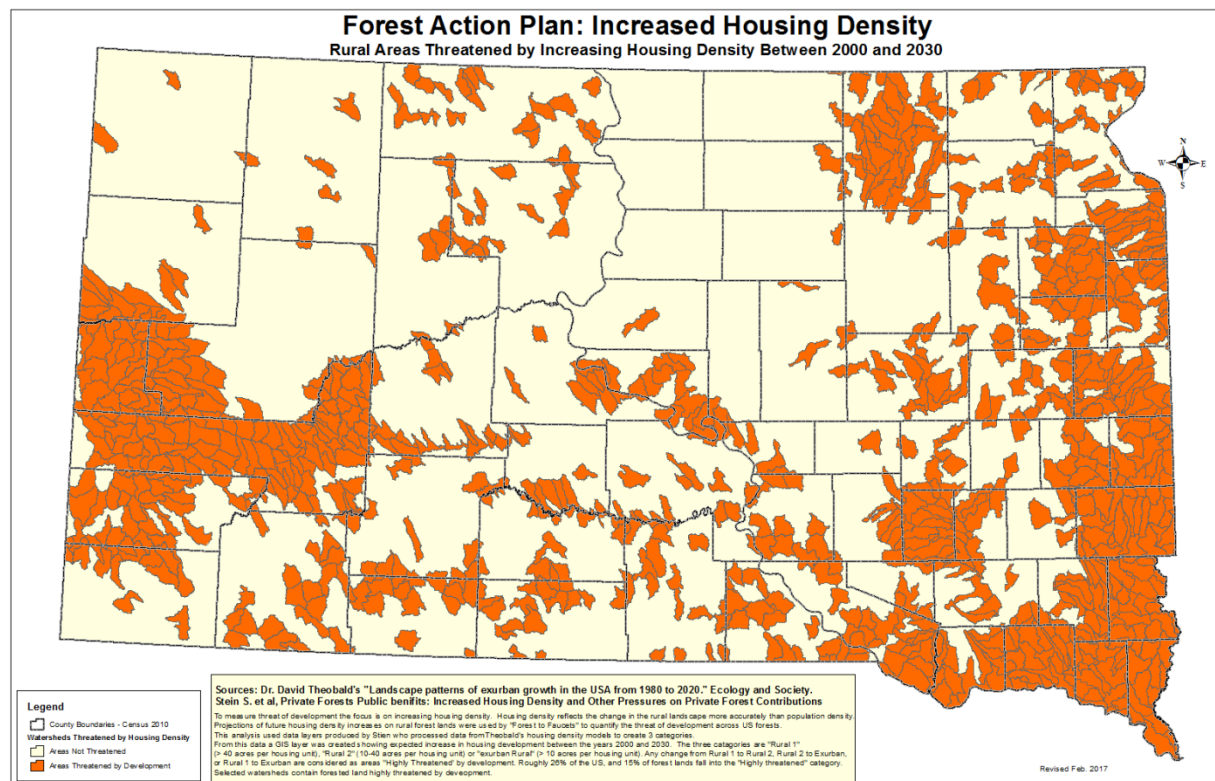 Forest Action Plan: Increased Housing Density
Rural Areas Threatened by Increasing Housing Density Between 2000 and 2030
N
W E
S
Legend
County Boundaries - Census 2010
Watersheds Threatened by Housing Density
Areas Not Threatened
Areas Threatened by Development
Sources: Dr. David Theobald's "Landscape patterns of exurban growth in the USA from 1980 to 2020." Ecology and Society.
Stein S. et al, Private Forests Public benifits: Increased Housing Density and Other Pressures on Private Forest Contributions
To measure threat of development the focus is on increasing housing density. Housing density reflects the change in the rural landscape more accurately than population density.
Projections of future housing density increases on rural forest lands were used by "Forest to Faucets" to quantify the threat of development across US forests.
This analysis used data layers produced by Stien who processed data from Theobald's housing density models to create 3 categories.
From this data a GIS layer was created showing expected increase in housing development between the years 2000 and 2030. The three catagories are "Rural 1"
(> 40 acres per housing unit), "Rural 2" (10-40 acres per housing unit) or "exurban Rural" (> 10 acres per housing unit). Any change from Rural 1 to Rural 2, Rural 2 to Exurban,
or Rural 1 to Exurban are considered as areas "Highly Threatened' by development. Roughly 26% of the US, and 15% of forest lands fall into the "Highly threatened" category.
Selected watersheds contain forested land highly threatened by deveopment.
Revised Feb. 2017